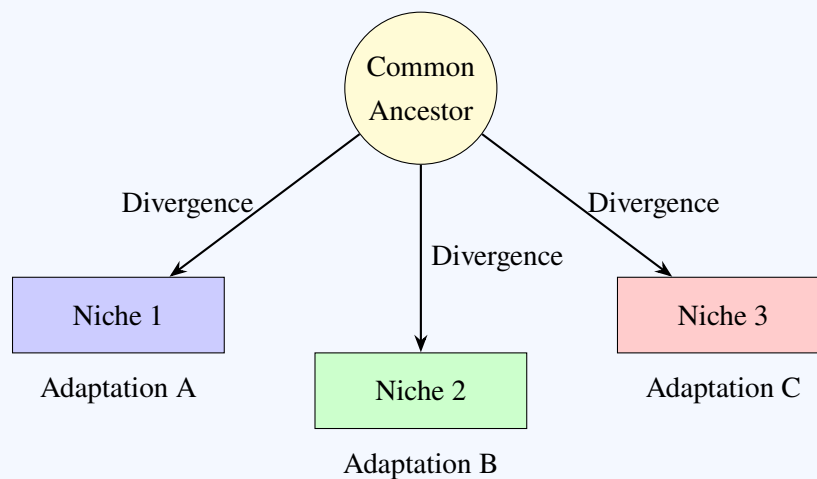 Common
Ancestor
Divergence
Divergence
Divergence
Niche 1
Niche 3
Adaptation A
Niche 2
Adaptation C
Adaptation B